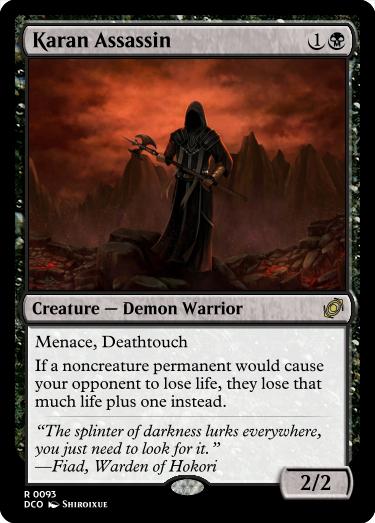 Karan Assassin 1
Creature — Demon Warrior
Menace, Deathtouch
If a noncreature permanent would cause
your opponent to lose life, they lose that
much life plus one instead.
“The splinter of darkness lurks everywhere,
you just need to look for it.”
—Fiad, Warden of Hokori
2/2
R 0093
DCO Shiroixue